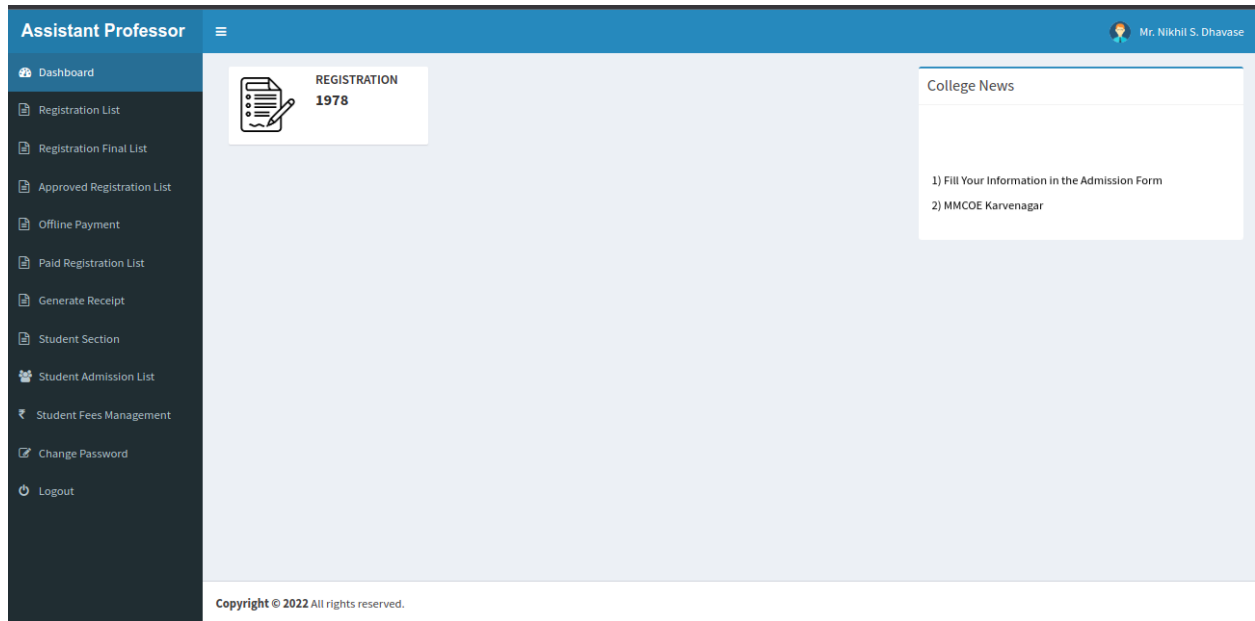 Assistant Professor
Mr. Nikhil S. Dhavase
Dashboard
Registration List
Registration Final List
Approved Registration List
Offline Payment
Paid Registration List
Generate Receipt
Student Section
Student Admission List
₹ Student Fees Management
Change Password
Logout
REGISTRATION
1978
College News
1) Fill Your Information in the Admission Form
2) MMCOE Karvenagar
Copyright © 2022 All rights reserved.